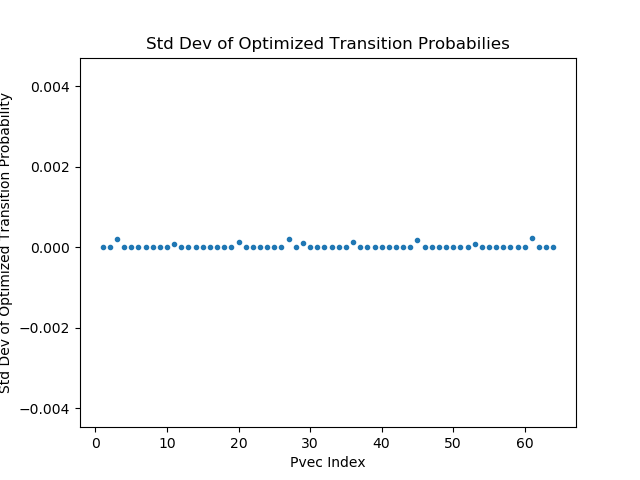 Std Dev of Optimized Transition Probabilies
Std Dev of Optimized Transition Probability
0.004
0.002
0.000
−0.002
−0.004
0 10 20 30 40 50 60
Pvec Index